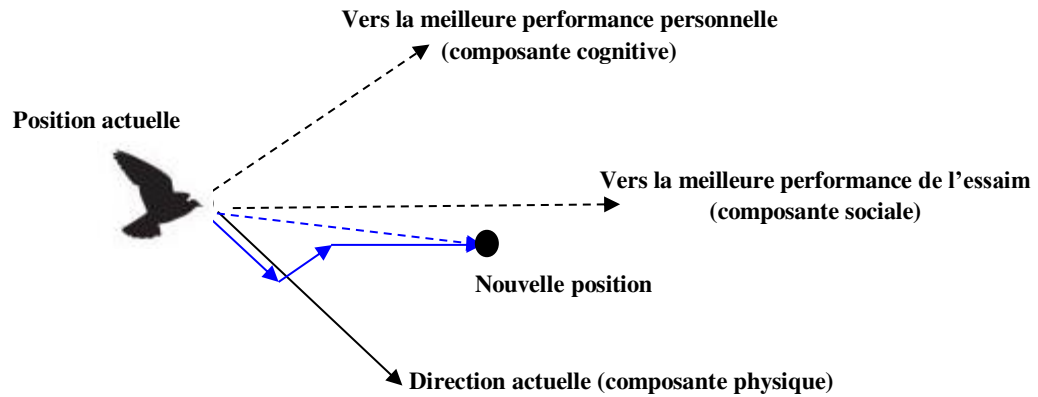 Vers la meilleure performance personnelle
(composante cognitive)
Position actuelle
Vers la meilleure performance de l'essaim
(composante sociale)
Nouvelle position
Direction actuelle (composante physique)